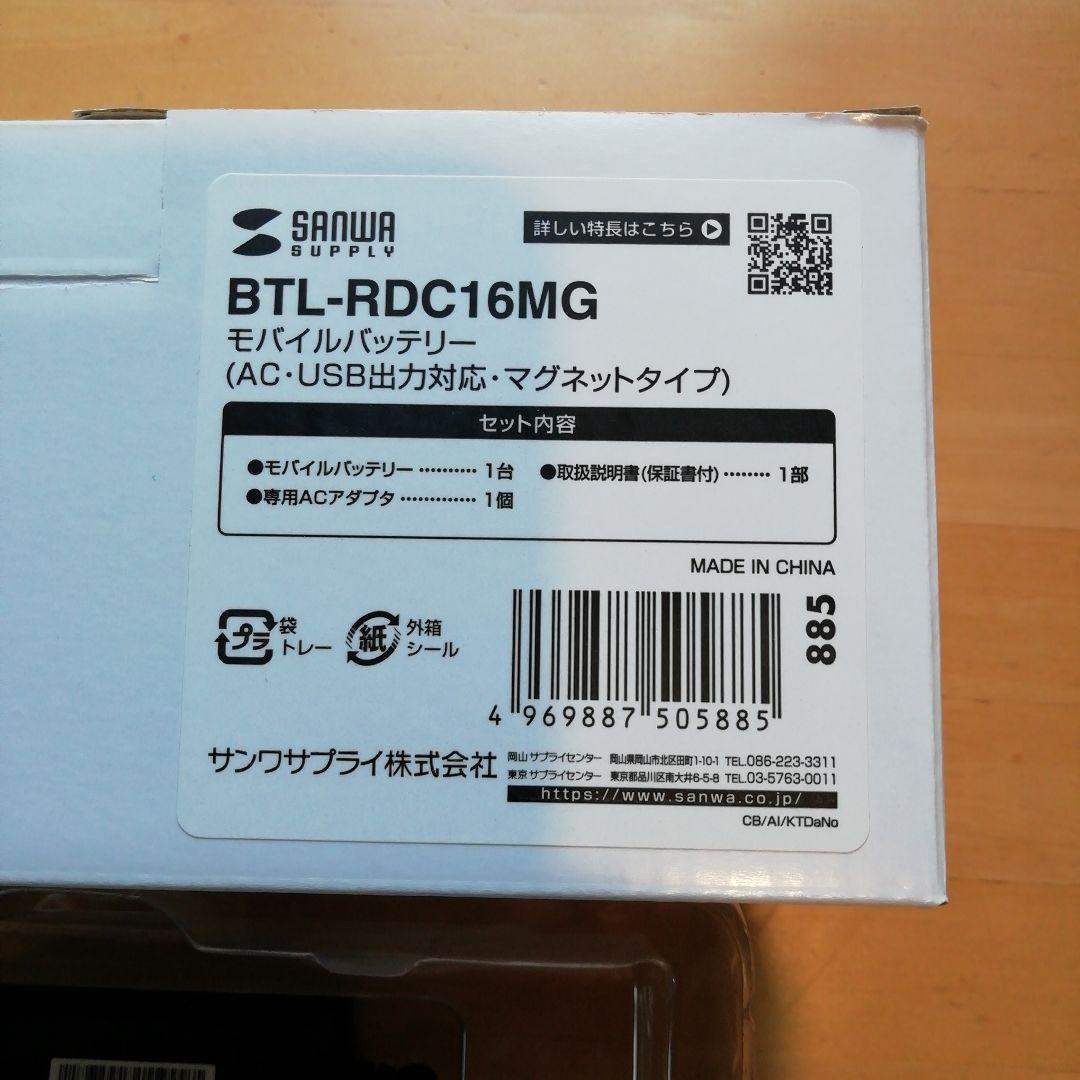 SANWA
SUPPLY
詳しい特長はこちら
BTL-RDC16MG
モバイルバッテリー
(AC・USB出力対応・マグネットタイプ)
セット内容
●モバイルバッテリー ·········· 1台
●取扱説明書(保証書付) ········ 1部
●専用ACアダプタ ············· 1個
MADE IN CHINA
プラ
袋
トレー
紙
外箱
シール
885
4 969887 505885
サンワサプライ株式会社
岡山サプライセンター 岡山県岡山市北区田町1-10-1 TEL.086-223-3311
東京サプライセンター 東京都品川区南大井6-5-8 TEL.03-5763-0011
https://www.sanwa.co.jp/
CB/AI/KTDaNo